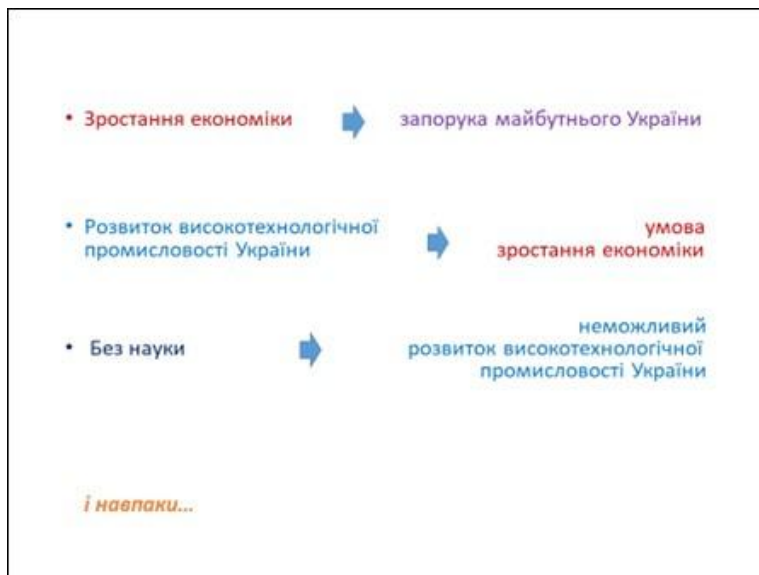 • Зростання економіки запорука майбутнього України
• Розвиток високотехнологічної
промисловості України
умова
зростання економіки
• Без науки
неможливий
розвиток високотехнологічної
промисловості України
і навпаки...